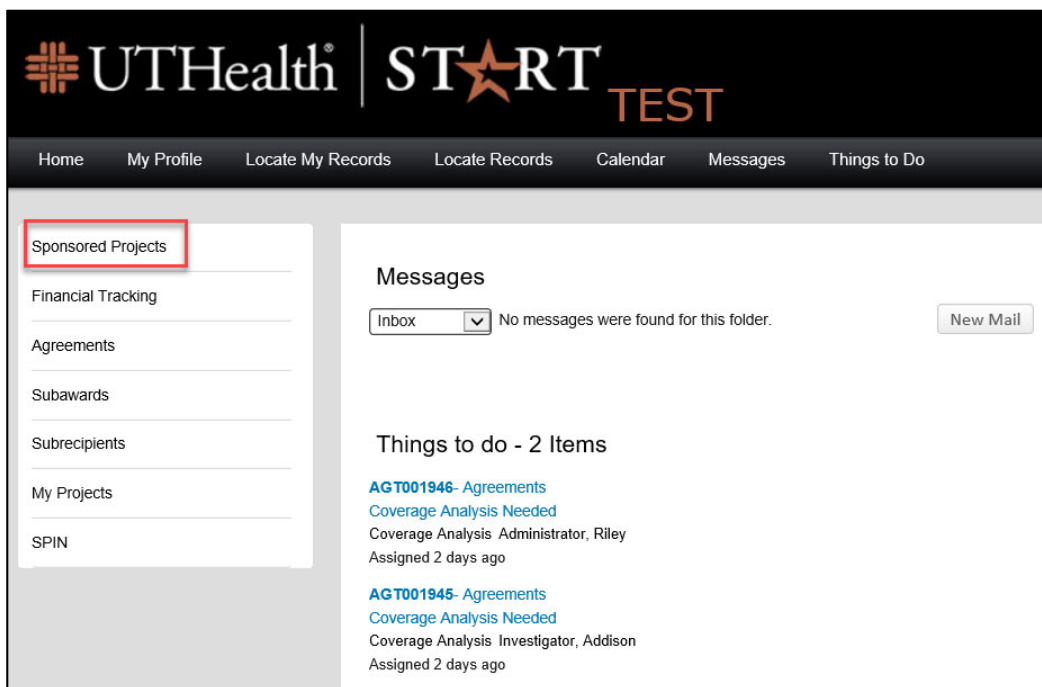 UTHealth® START TEST
Home My Profile Locate My Records Locate Records Calendar Messages Things to Do
Sponsored Projects
Financial Tracking
Agreements
Subawards
Subrecipients
My Projects
SPIN
Messages
Inbox No messages were found for this folder. New Mail
Things to do - 2 Items
AGT001946- Agreements
Coverage Analysis Needed
Coverage Analysis Administrator, Riley
Assigned 2 days ago
AGT001945- Agreements
Coverage Analysis Needed
Coverage Analysis Investigator, Addison
Assigned 2 days ago